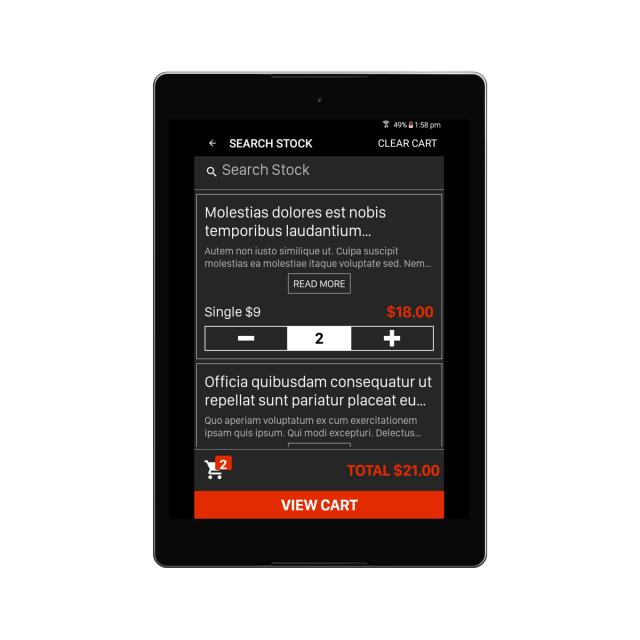 49% 1:58 pm
SEARCH STOCK CLEAR CART
Search Stock
Molestias dolores est nobis
temporibus laudantium...
Autem non iusto similique ut. Culpa suscipit
molestias ea molestiae itaque voluptate sed. Nem...
READ MORE
Single $9 $18.00
2
Officia quibusdam consequatur ut
repellat sunt pariatur placeat eu...
Quo aperiam voluptatum ex cum exercitationem
ipsam quis ipsum. Qui modi excepturi. Delectus...
2
TOTAL $21.00
VIEW CART